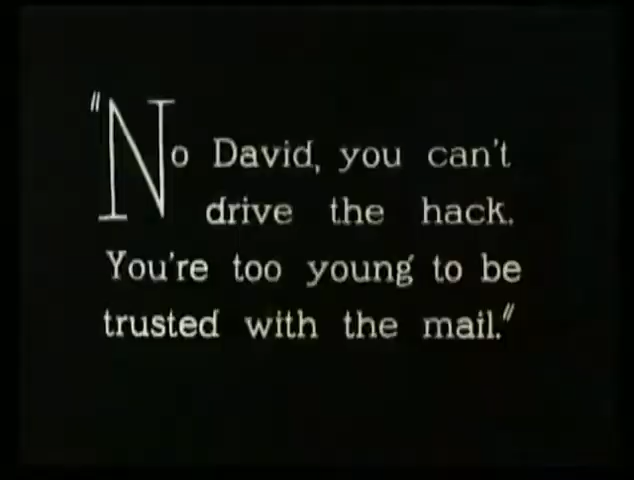 "No David, you can't
drive the hack.
You're too young to be
trusted with the mail."